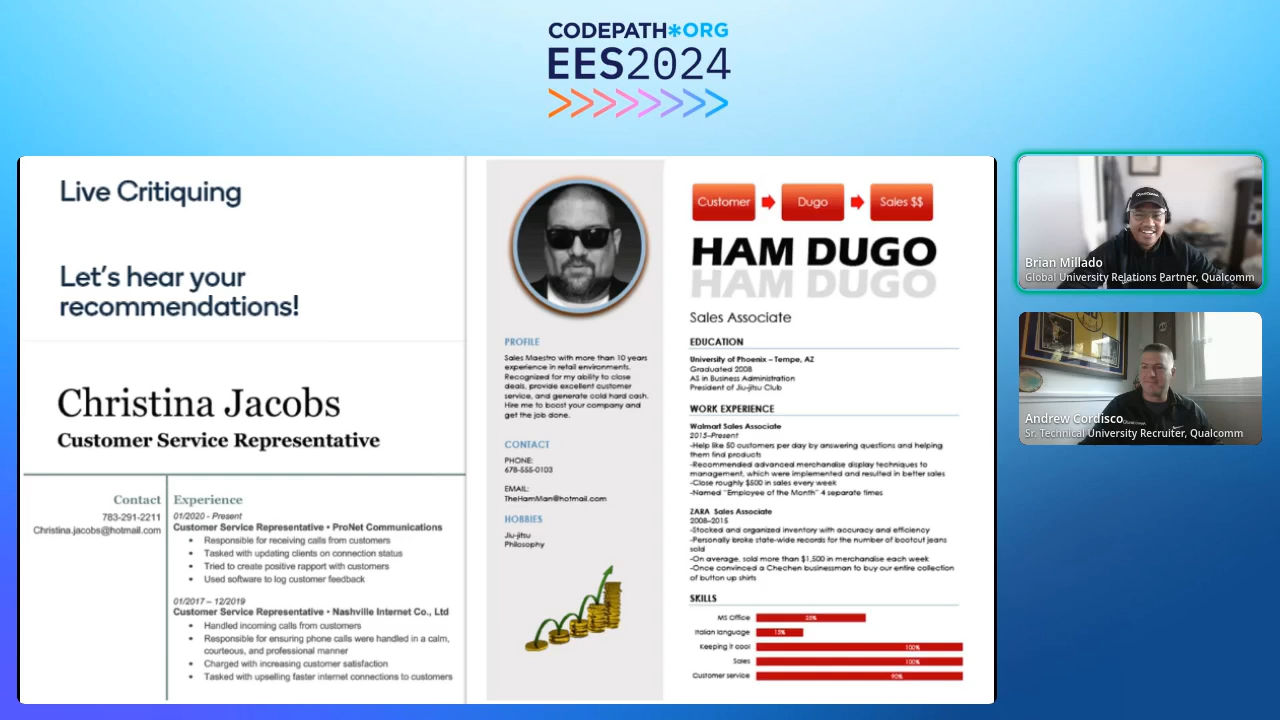 CODEPATH*ORG
EES2024
Live Critiquing
Let's hear your
recommendations!
Christina Jacobs
Customer Service Representative
Contact
783-291-2211
Christina.jacobs@hotmail.com
Experience
01/2020 - Present
Customer Service Representative • ProNet Communications
• Responsible for receiving calls from customers
• Tasked with updating clients on connection status
• Tried to create positive rapport with customers
• Used software to log customer feedback
01/2017 – 12/2019
Customer Service Representative • Nashville Internet Co., Ltd
• Handled incoming calls from customers
• Responsible for ensuring phone calls were handled in a calm,
courteous, and professional manner
• Charged with increasing customer satisfaction
• Tasked with upselling faster internet connections to customers
PROFILE
Sales Maestro with more than 10 years
experience in retail environments.
Recognized for my ability to close
deals, provide excellent customer
service, and generate cold hard cash.
Hire me to boost your company and
get the job done.
CONTACT
PHONE:
678-555-0103
EMAIL:
TheHamMan@hotmail.com
HOBBIES
Jiu-jitsu
Philosophy
Customer
Dugo
Sales $$
HAM DUGO
HAM DUGO
Sales Associate
EDUCATION
University of Phoenix – Tempe, AZ
Graduated 2008
AS in Business Administration
President of Jiu-jitsu Club
WORK EXPERIENCE
Walmart Sales Associate
2015–Present
-Help like 50 customers per day by answering questions and helping
them find products
-Recommended advanced merchandise display techniques to
management, which were implemented and resulted in better sales
-Close roughly $500 in sales every week
-Named "Employee of the Month" 4 separate times
ZARA Sales Associate
2008–2015
-Stocked and organized inventory with accuracy and efficiency
-Personally broke state-wide records for the number of bootcut jeans
sold
-On average, sold more than $1,500 in merchandise each week
-Once convinced a Chechen businessman to buy our entire collection
of button up shirts
SKILLS
MS Office
25%
Italian language
15%
Keeping it cool
100%
Sales
100%
Customer service
90%
Brian Millado
Global University Relations Partner, Qualcomm
Andrew Cordisco
Sr. Technical University Recruiter, Qualcomm